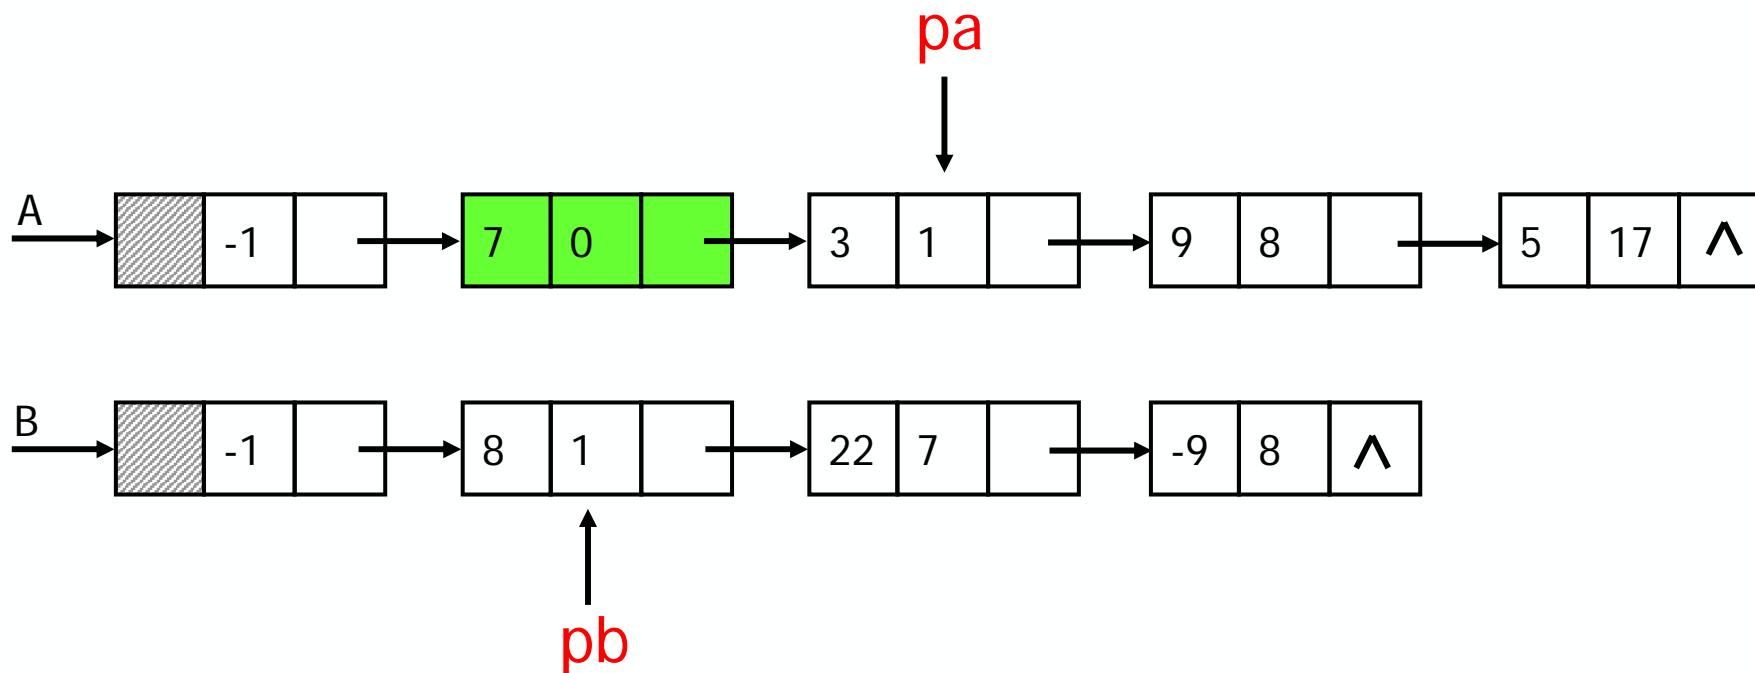 pa
A -1 7 0 3 1 9 8 5 17 ∧
B -1 8 1 22 7 -9 8 ∧
pb